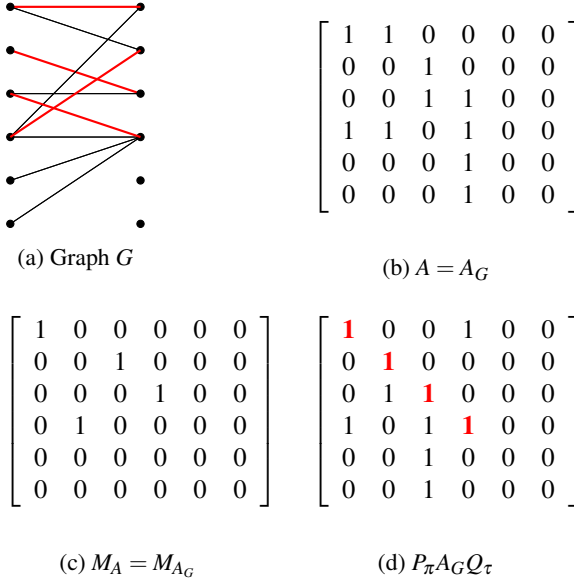 1 1 0 0 0 0
0 0 1 0 0 0
0 0 1 1 0 0
1 1 0 1 0 0
0 0 0 1 0 0
0 0 0 1 0 0
(a) Graph G
(b) A = A_G
1 0 0 0 0 0
0 0 1 0 0 0
0 0 0 1 0 0
0 1 0 0 0 0
0 0 0 0 0 0
0 0 0 0 0 0
1 0 0 1 0 0
0 1 0 0 0 0
0 1 1 0 0 0
1 0 1 1 0 0
0 0 1 0 0 0
0 0 1 0 0 0
(c) M_A = M_{A_G}
(d) P_π A_G Q_τ